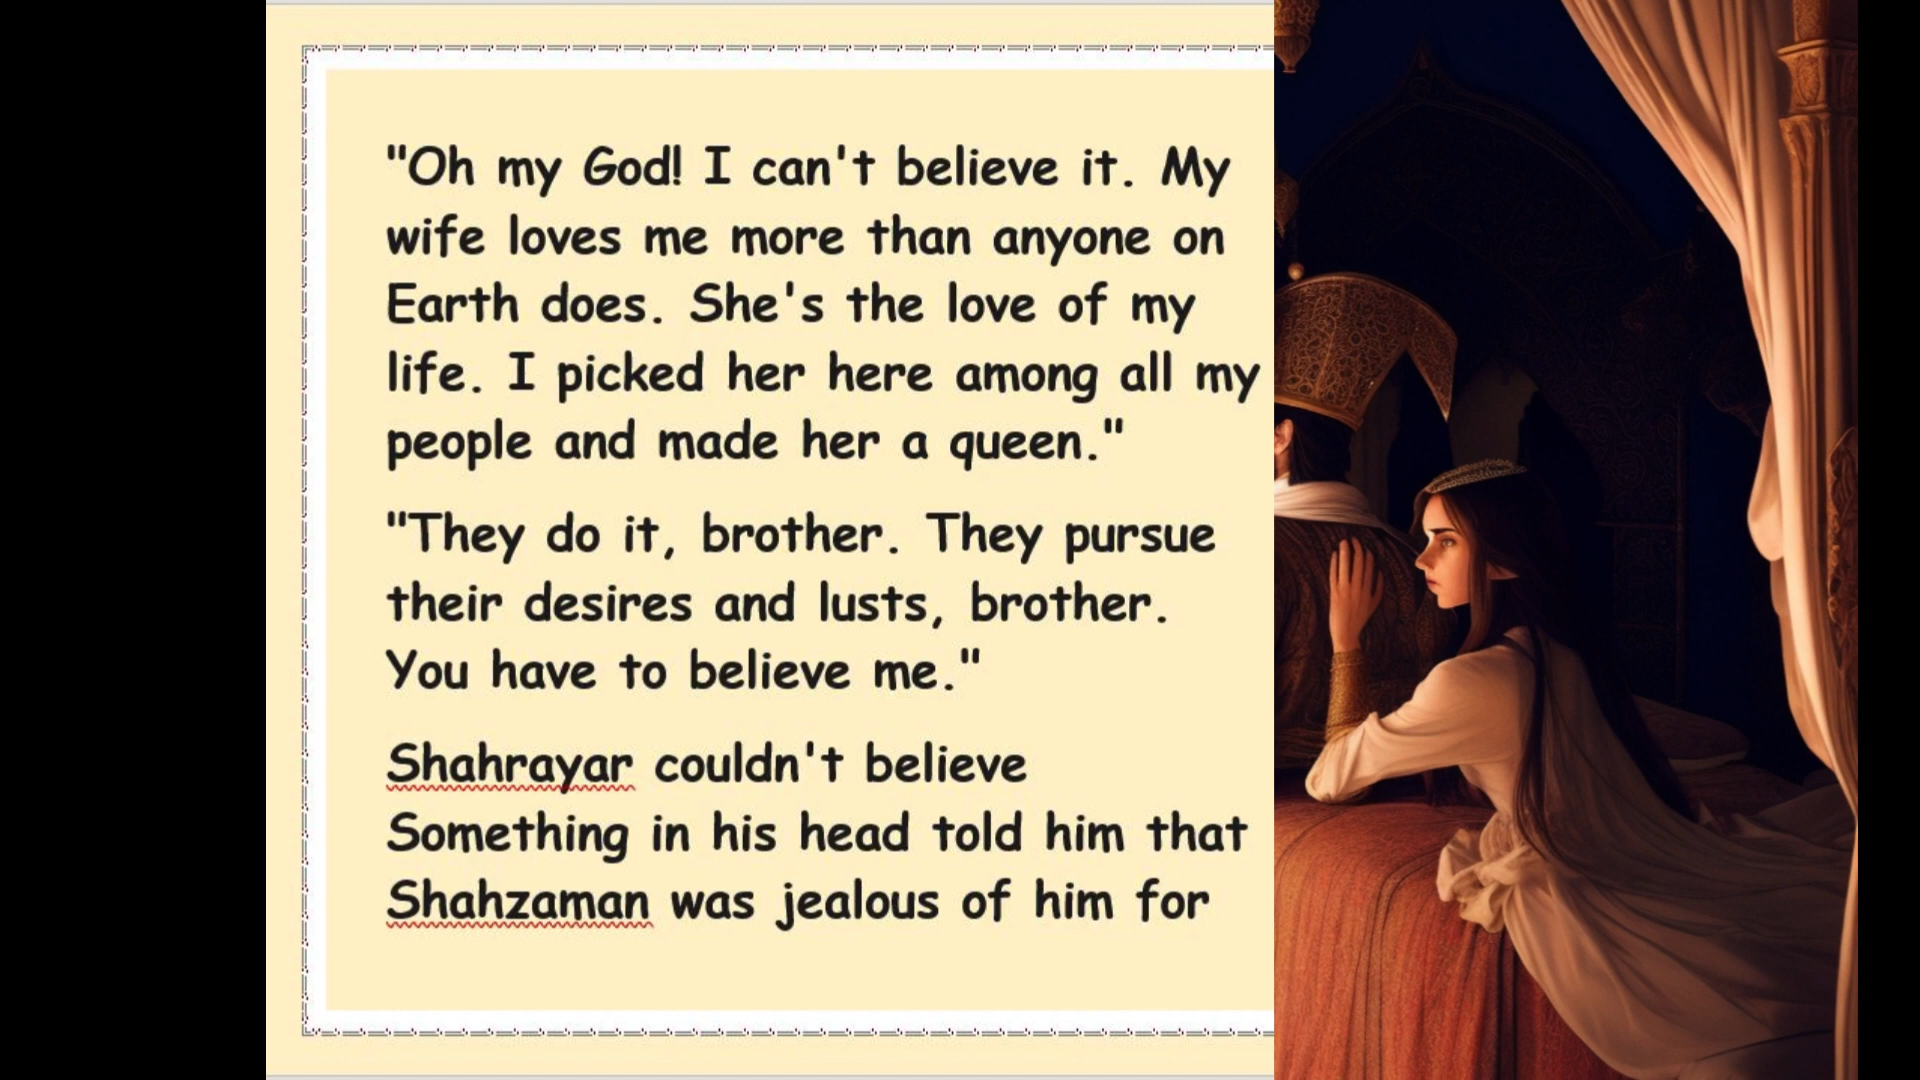 "Oh my God! I can't believe it. My
wife loves me more than anyone on
Earth does. She's the love of my
life. I picked her here among all my
people and made her a queen."
"They do it, brother. They pursue
their desires and lusts, brother.
You have to believe me."
Shahrayar couldn't believe
Something in his head told him that
Shahzaman was jealous of him for